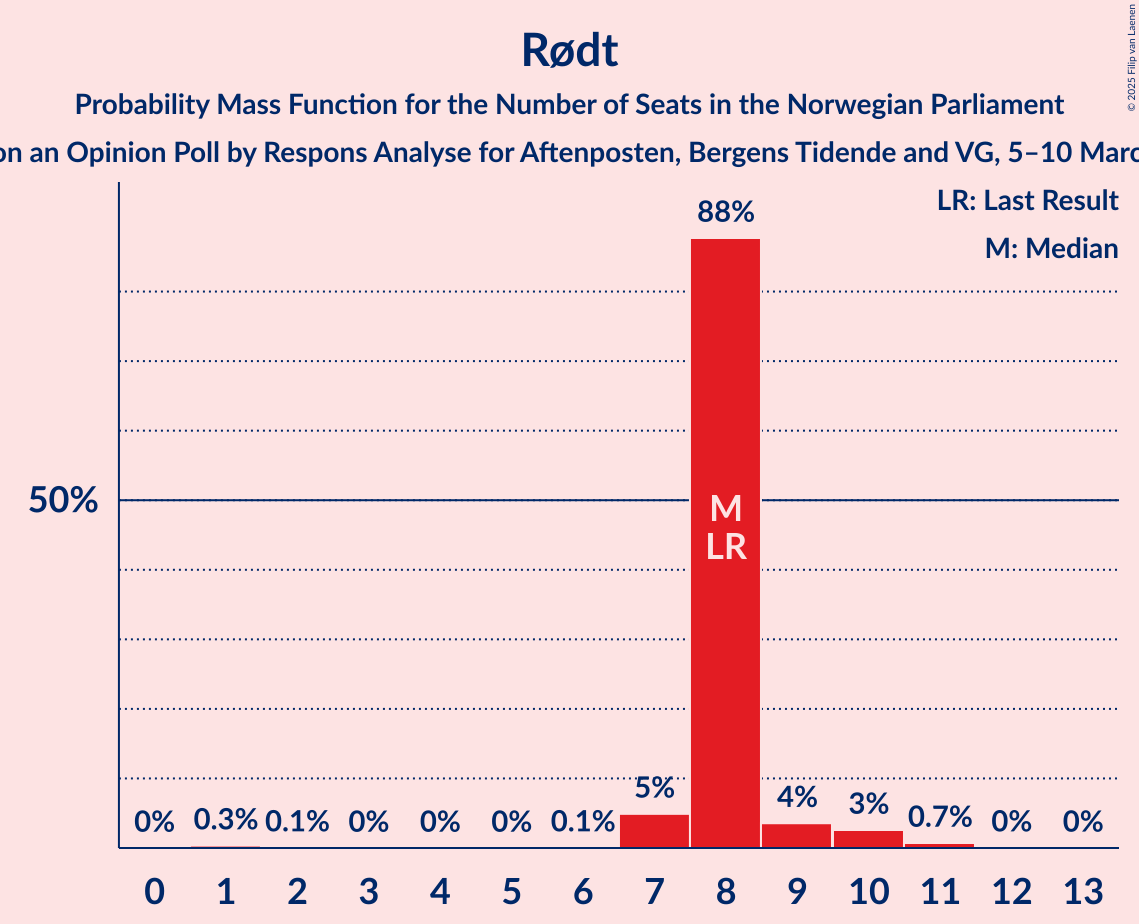 Rødt
Probability Mass Function for the Number of Seats in the Norwegian Parliament
on an Opinion Poll by Respons Analyse for Aftenposten, Bergens Tidende and VG, 5–10
© 2025 Filip van Laenen
LR: Last Result
M: Median
88%
50%
M
LR
0% 0.3% 0.1% 0% 0% 0% 0.1% 5% 4% 3% 0.7% 0% 0%
0 1 2 3 4 5 6 7 8 9 10 11 12 13